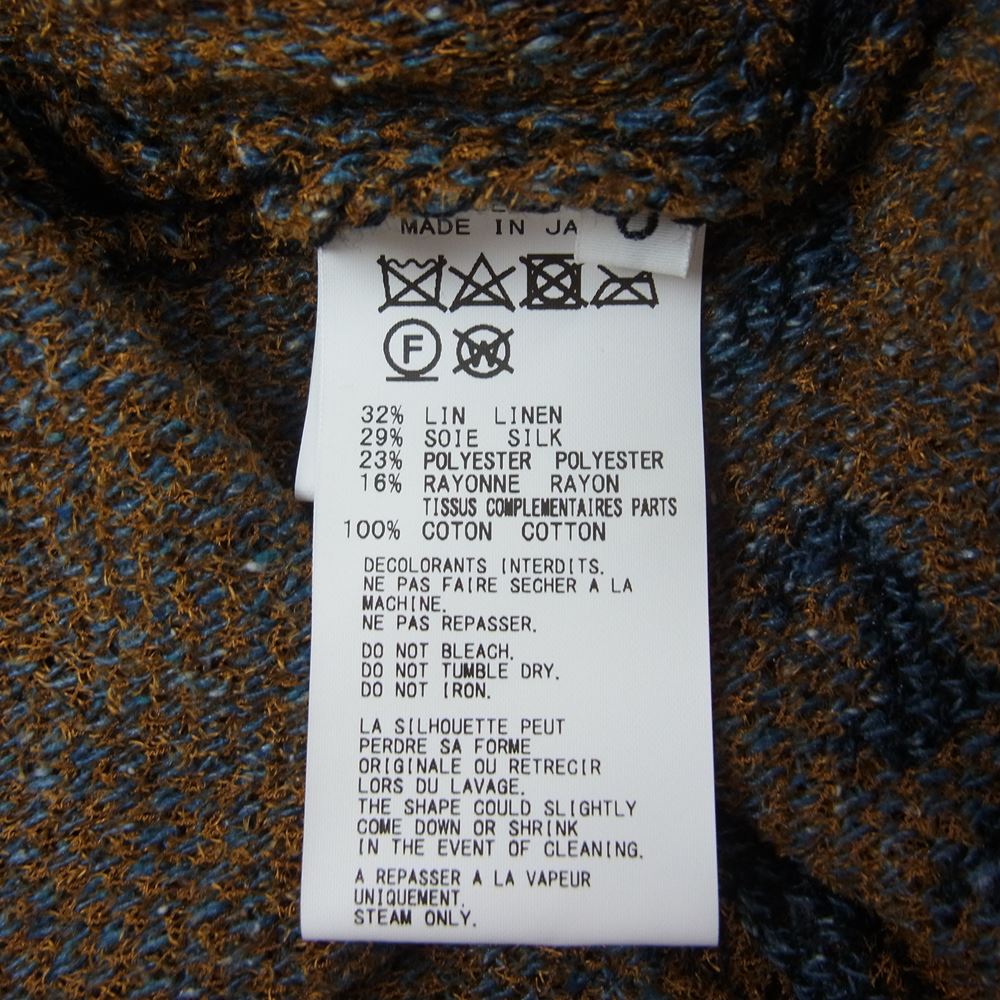 MADE IN JA
F
W
32% LIN LINEN
29% SOIE SILK
23% POLYESTER POLYESTER
16% RAYONNE RAYON
TISSUS COMPLEMENTAIRES PARTS
100% COTON COTTON
DECOLORANTS INTERDITS.
NE PAS FAIRE SECHER A LA
MACHINE.
NE PAS REPASSER.
DO NOT BLEACH.
DO NOT TUMBLE DRY.
DO NOT IRON.
LA SILHOUETTE PEUT
PERDRE SA FORME
ORIGINALE OU RETRECIR
LORS DU LAVAGE.
THE SHAPE COULD SLIGHTLY
COME DOWN OR SHRINK
IN THE EVENT OF CLEANING.
A REPASSER A LA VAPEUR
UNIQUEMENT.
STEAM ONLY.